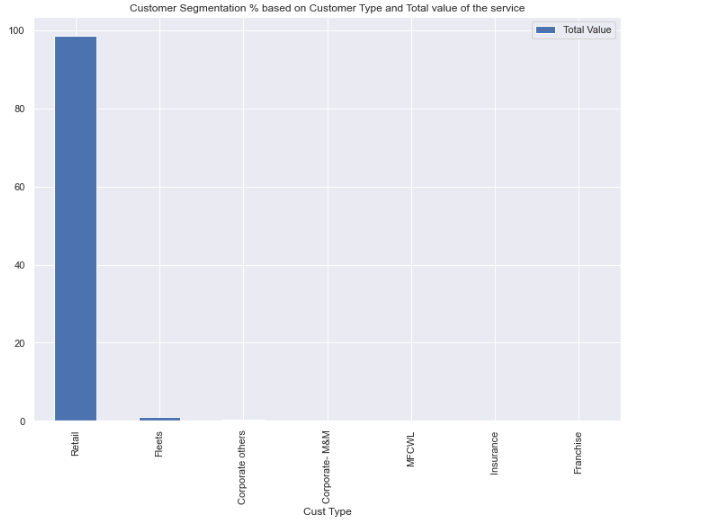 Customer Segmentation % based on Customer Type and Total value of the service
Total Value
100
80
60
40
20
0
Retail
Fleets
Corporate others
Corporate- M&M
MFCWL
Insurance
Franchise
Cust Type